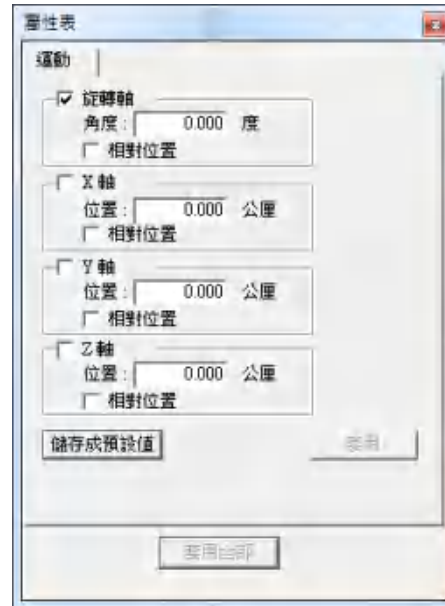 屬性表
運動
旋轉軸
角度: 0.000 度
相對位置
X 軸
位置: 0.000 公厘
相對位置
Y 軸
位置: 0.000 公厘
相對位置
Z 軸
位置: 0.000 公厘
相對位置
儲存成預設值 套用
套用全部